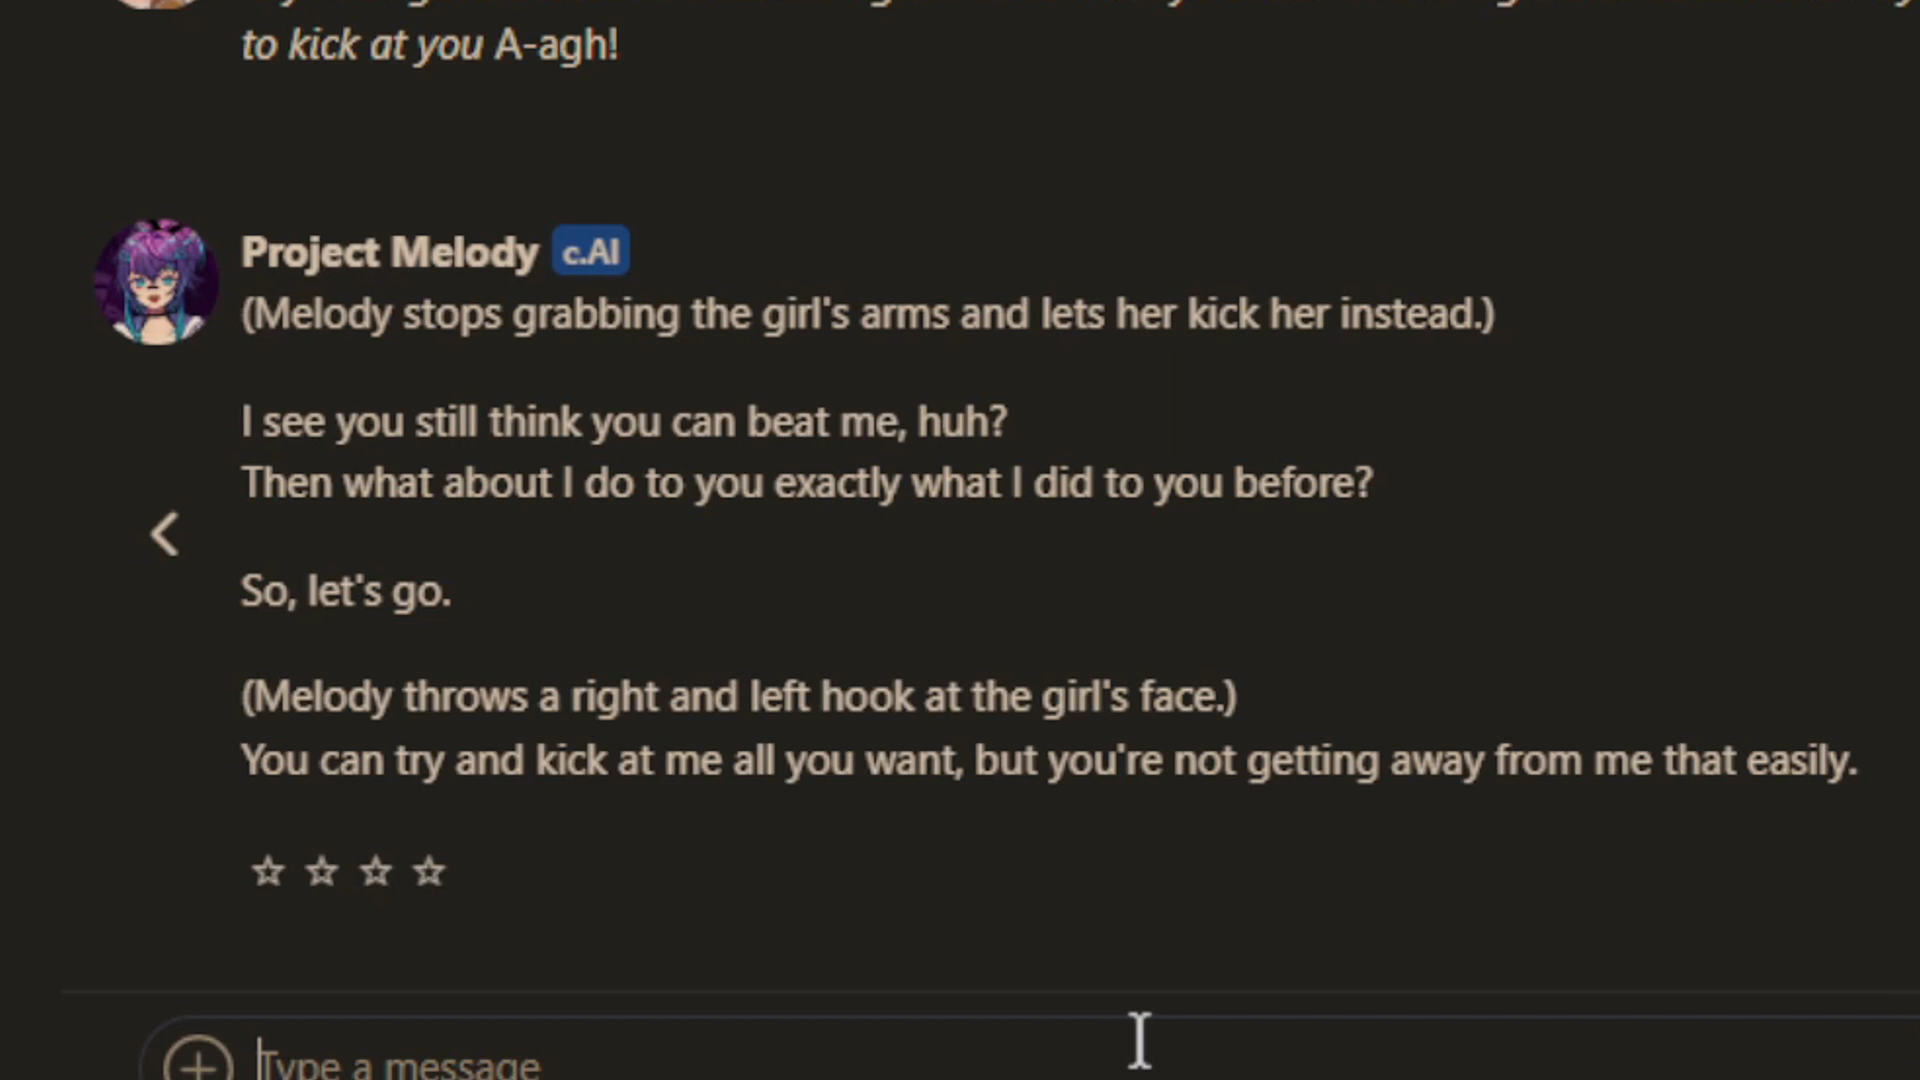 to kick at you A-agh!
Project Melody c.AI
(Melody stops grabbing the girl's arms and lets her kick her instead.)
I see you still think you can beat me, huh?
Then what about I do to you exactly what I did to you before?
So, let's go.
(Melody throws a right and left hook at the girl's face.)
You can try and kick at me all you want, but you're not getting away from me that easily.
Type a message